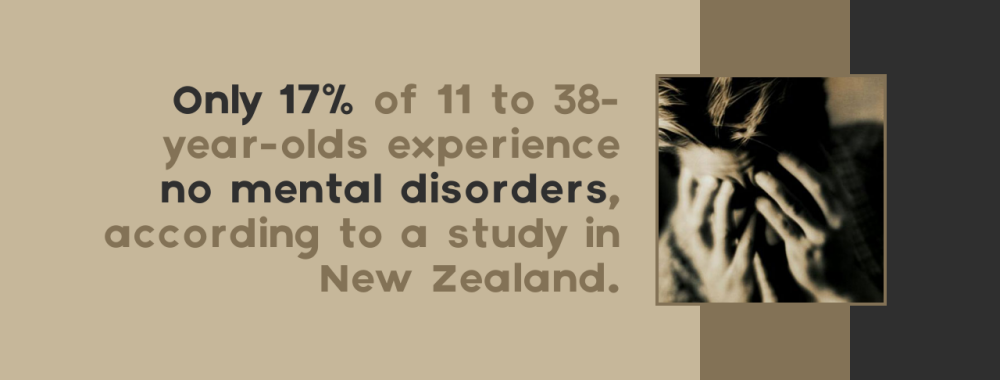 Only 17% of 11 to 38-
year-olds experience
no mental disorders,
according to a study in
New Zealand.